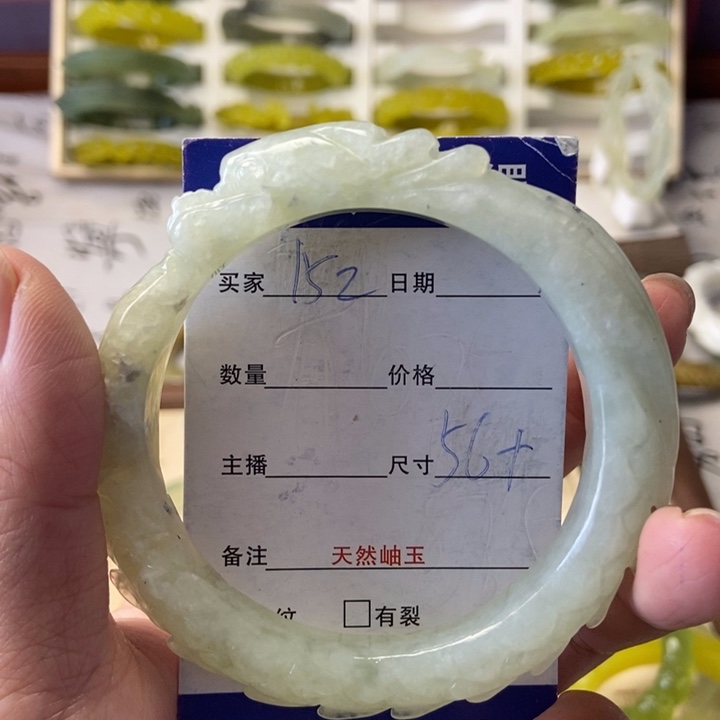 买家 152 日期
数量 价格
主播 尺寸 56+
备注 天然岫玉
纹 □有裂